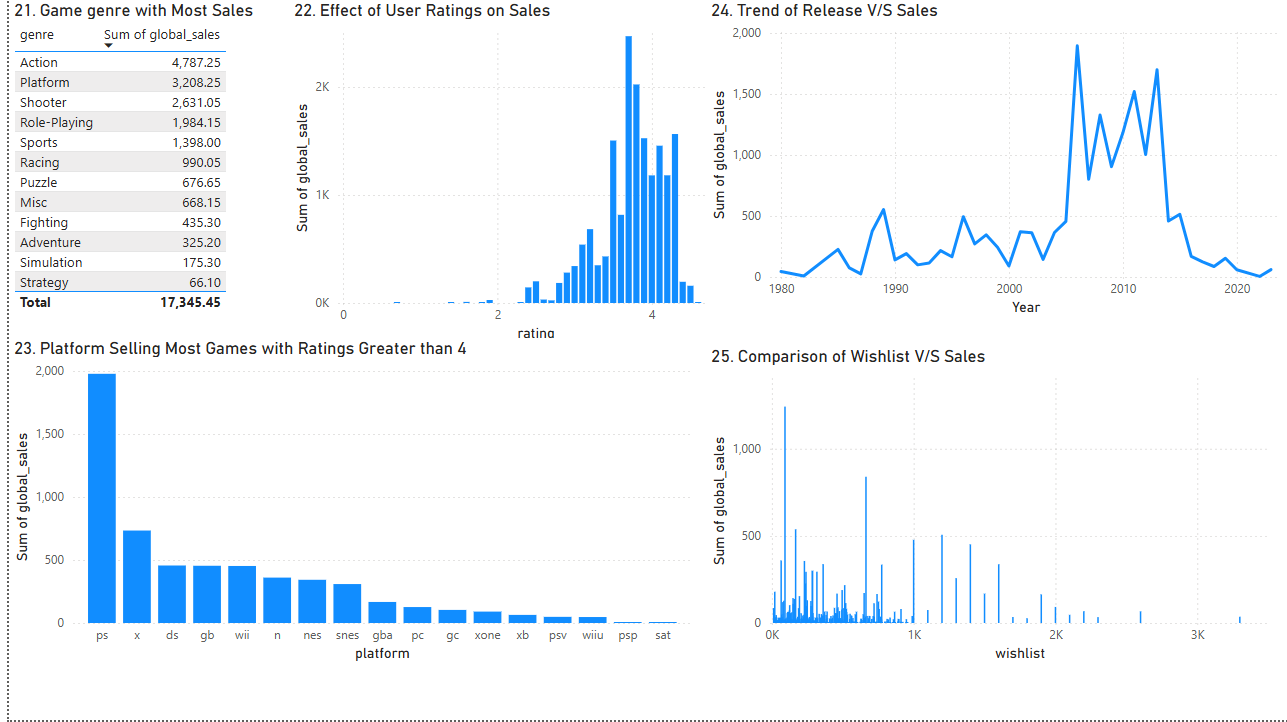 21. Game genre with Most Sales
genre Sum of global_sales
Action 4,787.25
Platform 3,208.25
Shooter 2,631.05
Role-Playing 1,984.15
Sports 1,398.00
Racing 990.05
Puzzle 676.65
Misc 668.15
Fighting 435.30
Adventure 325.20
Simulation 175.30
Strategy 66.10
Total 17,345.45
22. Effect of User Ratings on Sales
Sum of global_sales
2K
1K
0K
0 2 4
rating
24. Trend of Release V/S Sales
Sum of global_sales
2,000
1,500
1,000
500
0
1980 1990 2000 2010 2020
Year
23. Platform Selling Most Games with Ratings Greater than 4
Sum of global_sales
2,000
1,500
1,000
500
0
ps x ds gb wii n nes snes gba pc gc xone xb psv wiiu psp sat
platform
25. Comparison of Wishlist V/S Sales
Sum of global_sales
1,000
500
0
0K 1K 2K 3K
wishlist